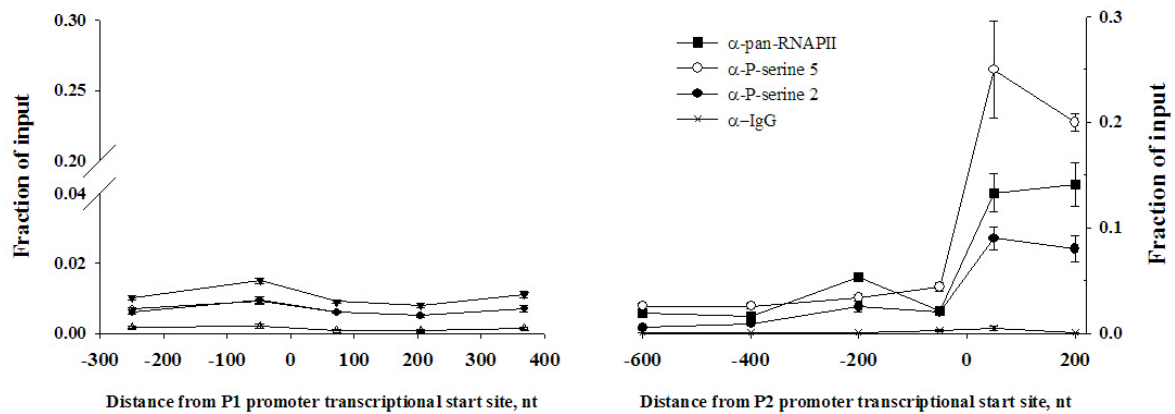 Fraction of input
0.30
0.25
0.20
0.04
0.02
0.00
-300 -200 -100 0 100 200 300 400
Distance from P1 promoter transcriptional start site, nt
α-pan-RNAPII
α-P-serine 5
α-P-serine 2
α–IgG
0.3
0.2
0.1
0.0
Fraction of input
-600 -400 -200 0 200
Distance from P2 promoter transcriptional start site, nt